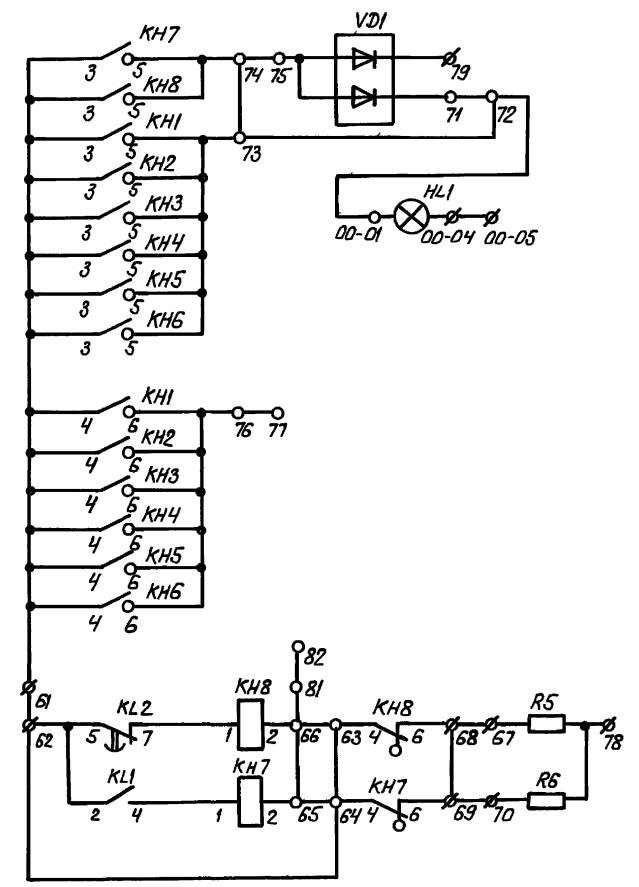 VD1
KH7
3 5 74 75 79
KH8
3 5 71 72
KH1
3 5 73
KH2
3 5
HL1
KH3
3 5 00-01 00-04 00-05
KH4
3 5
KH5
3 5
KH6
3 5
KH1
4 6 76 77
KH2
4 6
KH3
4 6
KH4
4 6
KH5
4 6
KH6
4 6
82
61 81
KL2 KH8 KH8 R5
62 5 7 1 2 66 63 4 6 68 67 78
KL1 KH7 KH7 R6
2 4 1 2 65 64 4 6 69 70